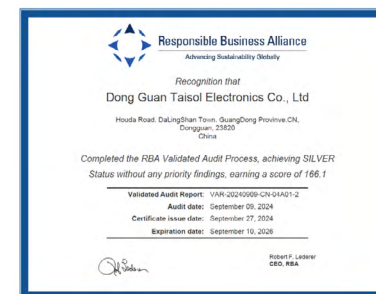 Responsible Business Alliance
Advancing Sustainability Globally
Recognition that
Dong Guan Taisol Electronics Co., Ltd
Houda Road. DaLingShan Town. GuangDong Provinve.CN,
Dongguan, 23820
China
Completed the RBA Validated Audit Process, achieving SILVER
Status without any priority findings, earning a score of 166.1
Validated Audit Report: VAR-20240909-CN-04A01-2
Audit date: September 09, 2024
Certificate issue date: September 27, 2024
Expiration date: September 10, 2026
Robert F. Lederer
CEO, RBA